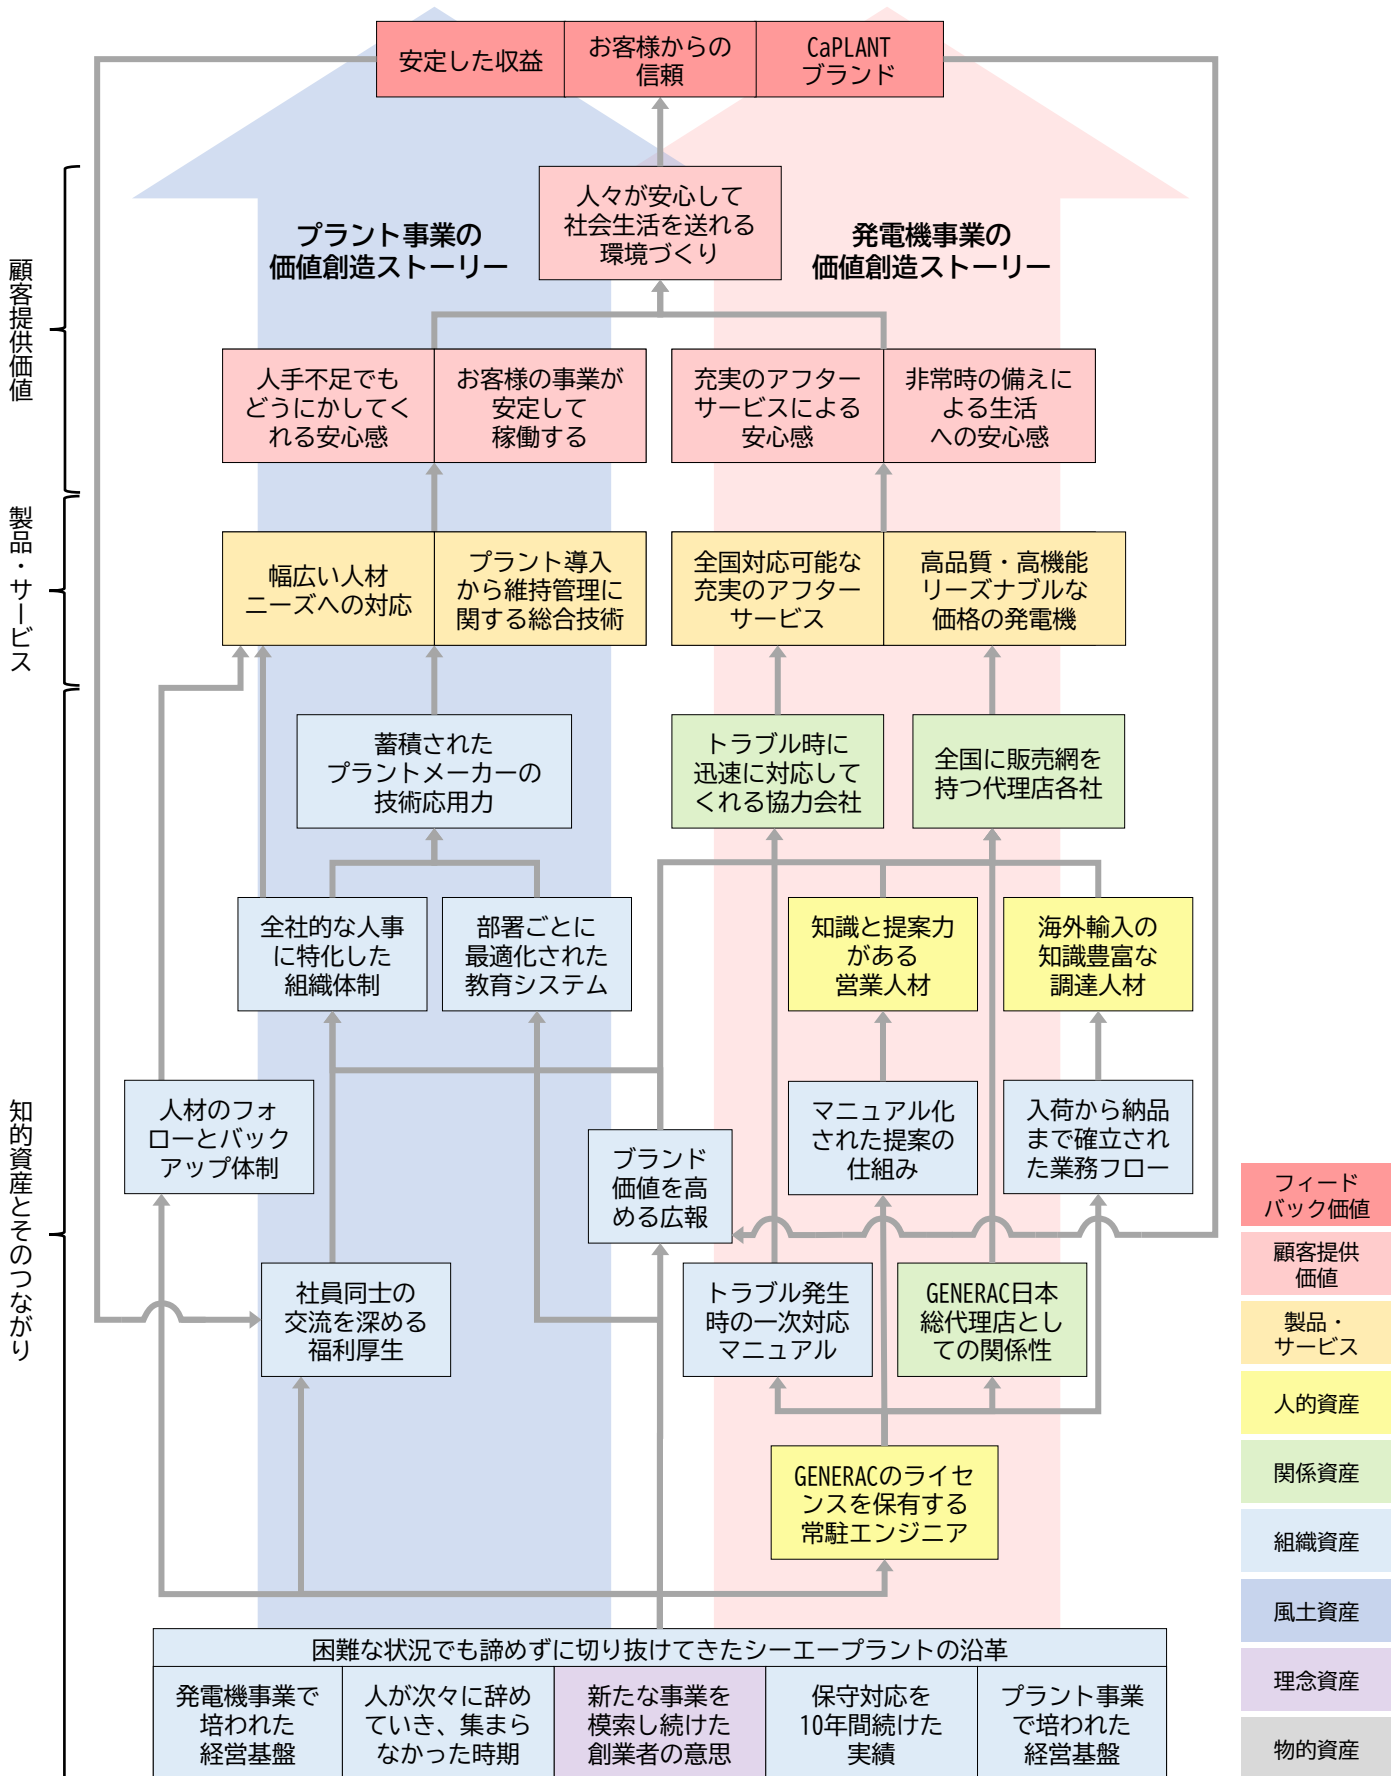 安定した収益
お客様からの
信頼
CaPLANT
ブランド
人々が安心して
社会生活を送れる
環境づくり
プラント事業の
価値創造ストーリー
発電機事業の
価値創造ストーリー
顧客提供価値
人手不足でも
どうにかしてく
れる安心感
お客様の事業が
安定して
稼働する
充実のアフター
サービスによる
安心感
非常時の備えに
よる生活
への安心感
製品・サービス
幅広い人材
ニーズへの対応
プラント導入
から維持管理に
関する総合技術
全国対応可能な
充実のアフター
サービス
高品質・高機能
リーズナブルな
価格の発電機
蓄積された
プラントメーカーの
技術応用力
トラブル時に
迅速に対応して
くれる協力会社
全国に販売網を
持つ代理店各社
全社的な人事
に特化した
組織体制
部署ごとに
最適化された
教育システム
知識と提案力
がある
営業人材
海外輸入の
知識豊富な
調達人材
知的資産とそのつながり
人材のフォ
ローとバック
アップ体制
ブランド
価値を高
める広報
マニュアル化
された提案の
仕組み
入荷から納品
まで確立され
た業務フロー
社員同士の
交流を深める
福利厚生
トラブル発生
時の一次対応
マニュアル
GENERAC日本
総代理店とし
ての関係性
GENERACのライセ
ンスを保有する
常駐エンジニア
困難な状況でも諦めずに切り抜けてきたシーエープラントの沿革
発電機事業で
培われた
経営基盤
人が次々に辞め
ていき、集まら
なかった時期
新たな事業を
模索し続けた
創業者の意思
保守対応を
10年間続けた
実績
プラント事業
で培われた
経営基盤
フィード
バック価値
顧客提供
価値
製品・
サービス
人的資産
関係資産
組織資産
風土資産
理念資産
物的資産